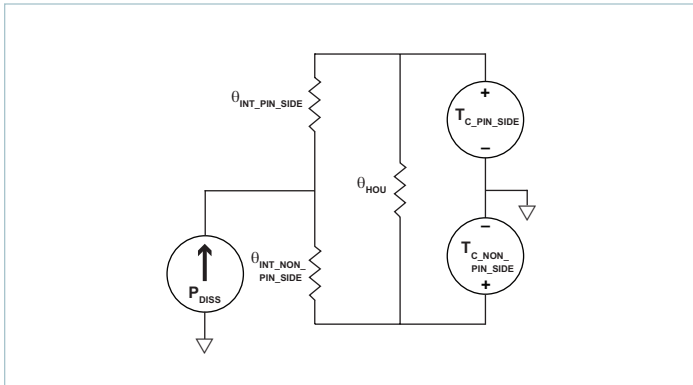 θINT_PIN_SIDE
+
TC_PIN_SIDE
–
θHOU
–
TC_NON_
PIN_SIDE
+
θINT_NON_
PIN_SIDE
PDISS